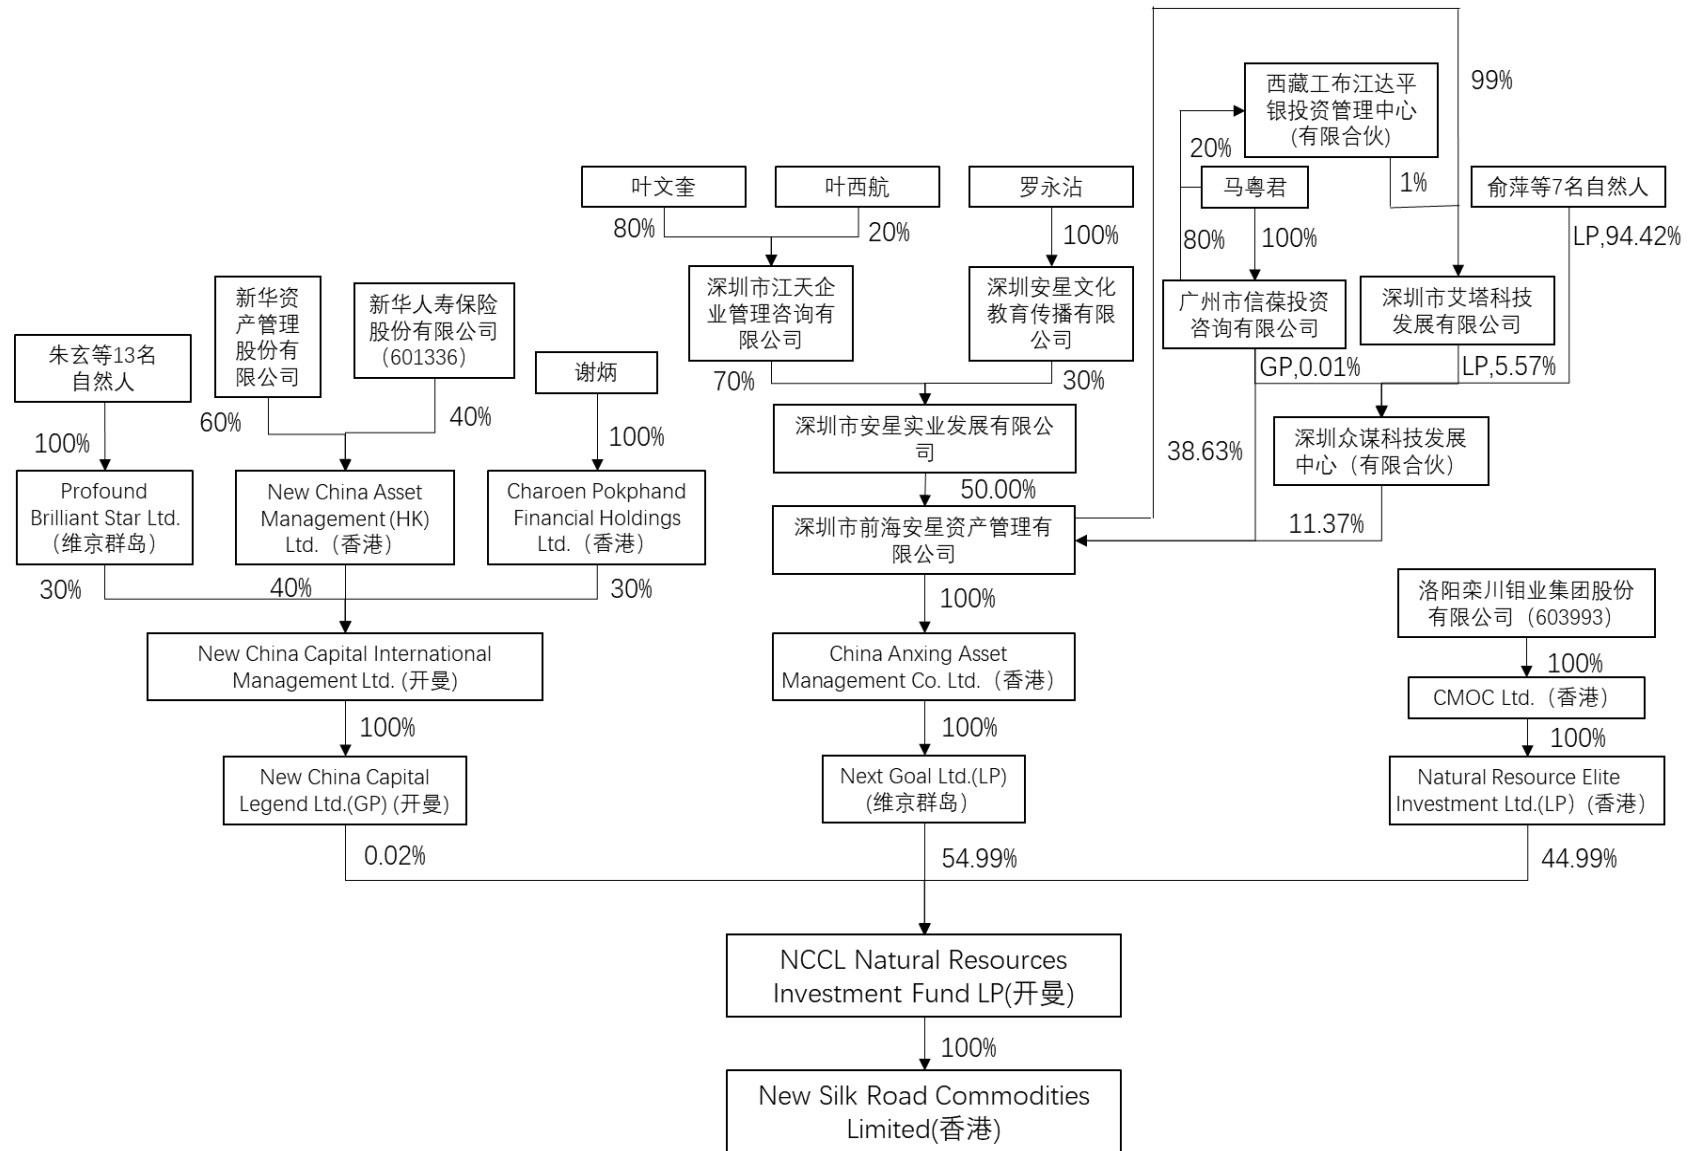 99%
西藏工布江达平
银投资管理中心
(有限合伙)
20%
1%
叶文奎
叶西航
罗永沾
马粤君
俞萍等7名自然人
80%
20%
100%
80%
100%
LP,94.42%
新华资
产管理
股份有
限公司
新华人寿保险
股份有限公司
（601336）
深圳市江天企
业管理咨询有
限公司
深圳安星文化
教育传播有限
公司
广州市信葆投资
咨询有限公司
深圳市艾塔科技
发展有限公司
朱玄等13名
自然人
谢炳
70%
30%
GP,0.01%
LP,5.57%
60%
40%
100%
100%
深圳市安星实业发展有限公
司
38.63%
深圳众谋科技发展
中心（有限合伙）
Profound
Brilliant Star Ltd.
（维京群岛）
New China Asset
Management (HK)
Ltd.（香港）
Charoen Pokphand
Financial Holdings
Ltd.（香港）
50.00%
深圳市前海安星资产管理有
限公司
11.37%
30%
40%
30%
100%
洛阳栾川钼业集团股份
有限公司（603993）
New China Capital International
Management Ltd. (开曼)
China Anxing Asset
Management Co. Ltd.（香港）
100%
CMOC Ltd.（香港）
100%
100%
100%
New China Capital
Legend Ltd.(GP) (开曼)
Next Goal Ltd.(LP)
(维京群岛）
Natural Resource Elite
Investment Ltd.(LP）(香港）
0.02%
54.99%
44.99%
NCCL Natural Resources
Investment Fund LP(开曼)
100%
New Silk Road Commodities
Limited(香港)